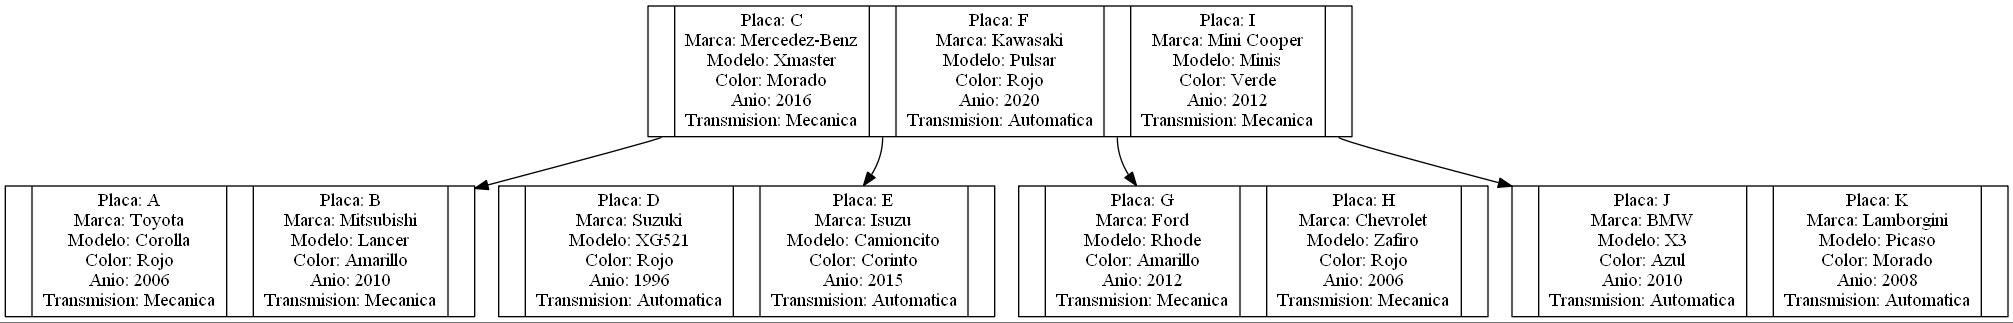 Placa: C
Marca: Mercedez-Benz
Modelo: Xmaster
Color: Morado
Anio: 2016
Transmision: Mecanica
Placa: F
Marca: Kawasaki
Modelo: Pulsar
Color: Rojo
Anio: 2020
Transmision: Automatica
Placa: I
Marca: Mini Cooper
Modelo: Minis
Color: Verde
Anio: 2012
Transmision: Mecanica
Placa: A
Marca: Toyota
Modelo: Corolla
Color: Rojo
Anio: 2006
Transmision: Mecanica
Placa: B
Marca: Mitsubishi
Modelo: Lancer
Color: Amarillo
Anio: 2010
Transmision: Mecanica
Placa: D
Marca: Suzuki
Modelo: XG521
Color: Rojo
Anio: 1996
Transmision: Automatica
Placa: E
Marca: Isuzu
Modelo: Camioncito
Color: Corinto
Anio: 2015
Transmision: Automatica
Placa: G
Marca: Ford
Modelo: Rhode
Color: Amarillo
Anio: 2012
Transmision: Mecanica
Placa: H
Marca: Chevrolet
Modelo: Zafiro
Color: Rojo
Anio: 2006
Transmision: Mecanica
Placa: J
Marca: BMW
Modelo: X3
Color: Azul
Anio: 2010
Transmision: Automatica
Placa: K
Marca: Lamborgini
Modelo: Picaso
Color: Morado
Anio: 2008
Transmision: Automatica